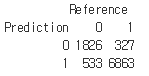 Reference
Prediction 0 1
0 1826 327
1 533 6863